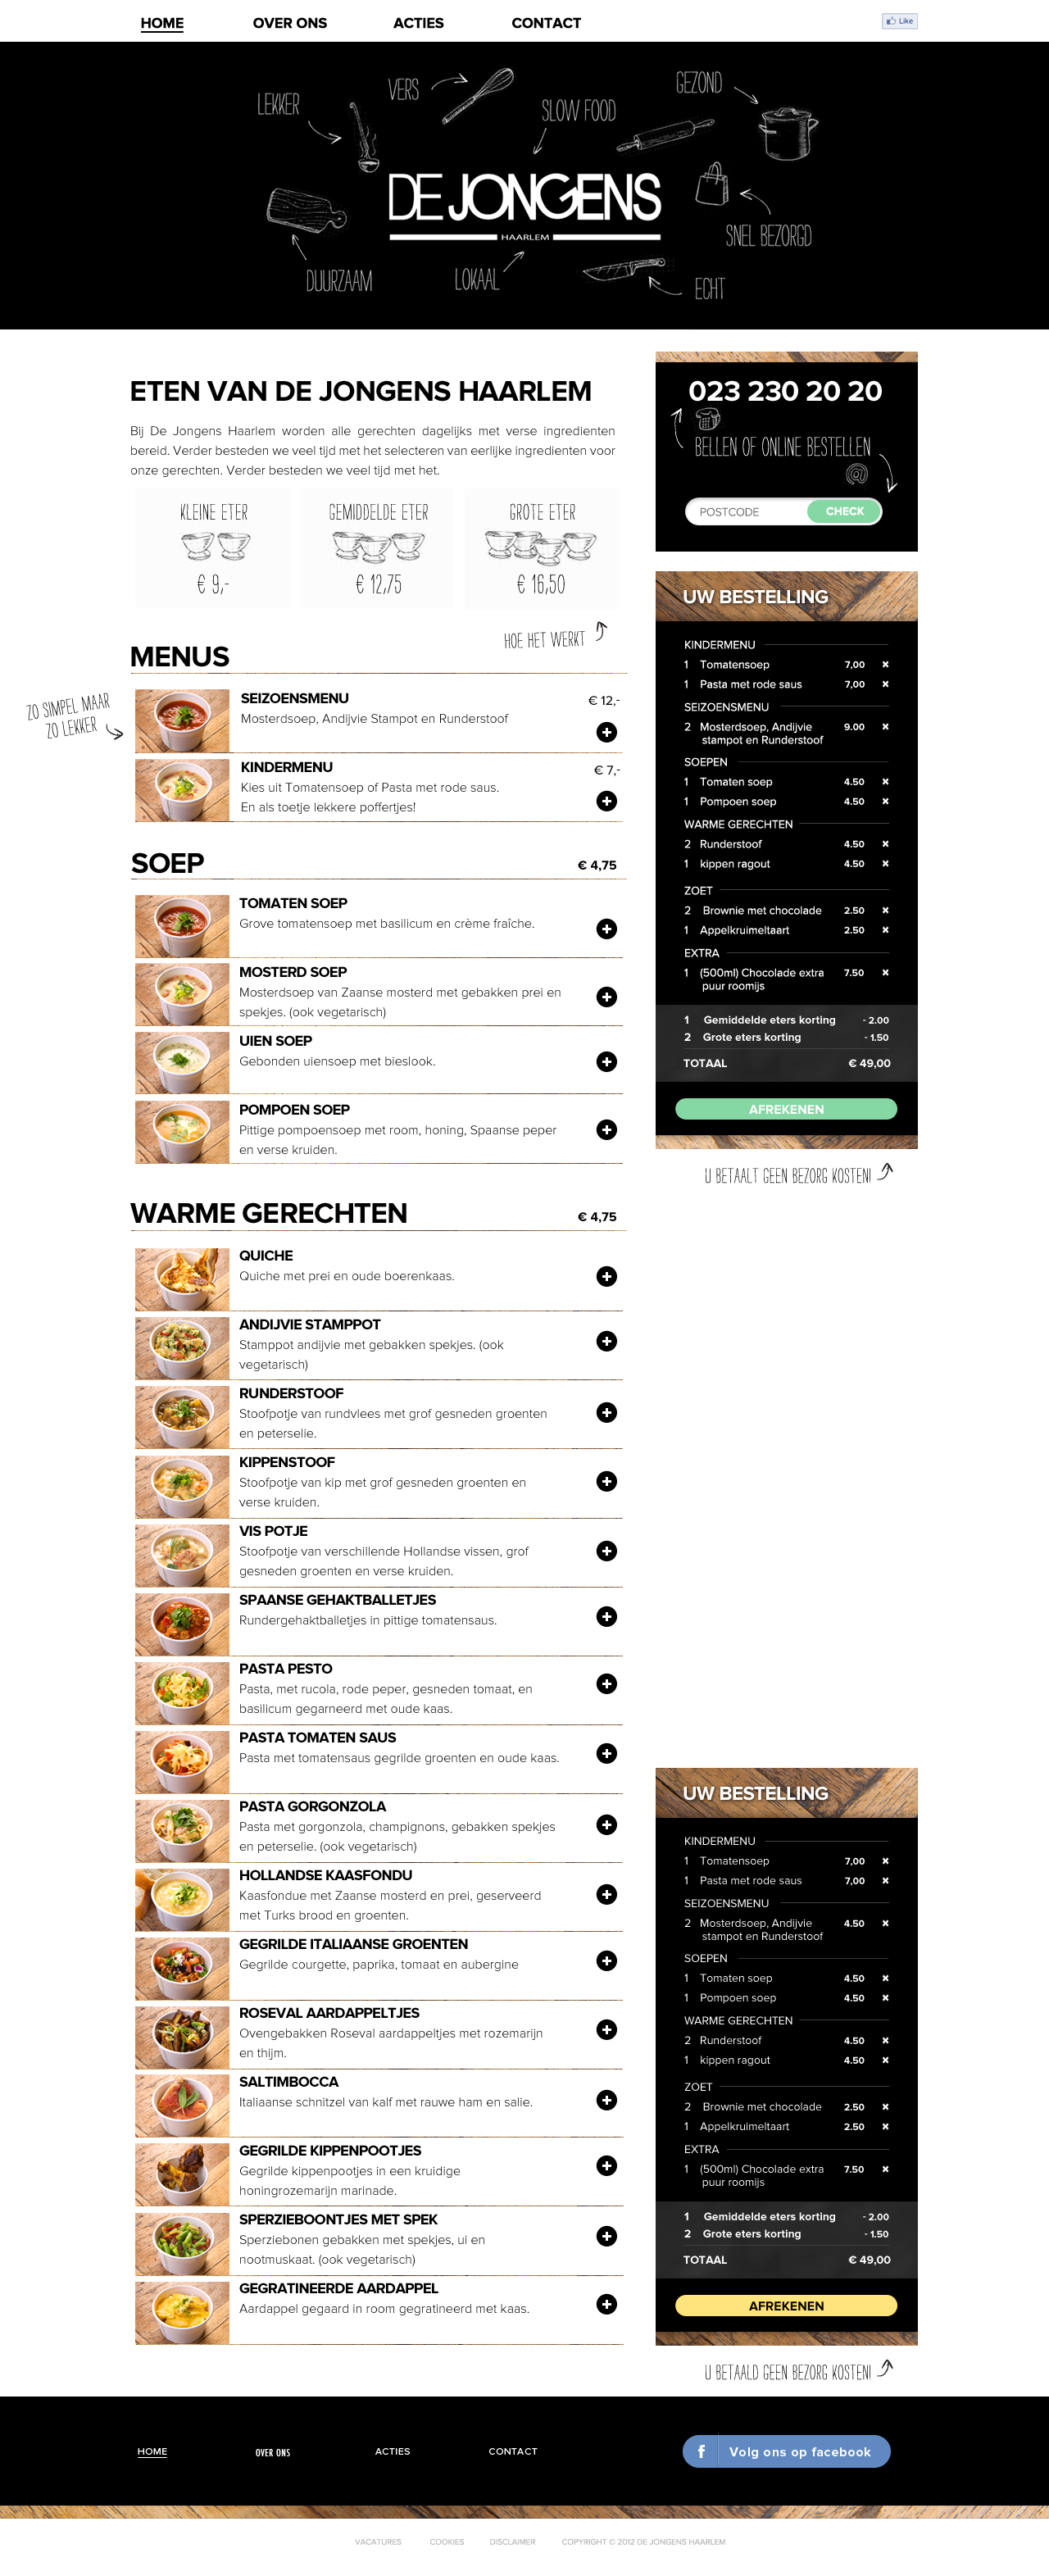 HOME OVER ONS ACTIES CONTACT
Like
LEKKER
VERS
SLOW FOOD
GEZOND
DE JONGENS
HAARLEM
SNEL BEZORGD
DUURZAAM
LOKAAL
ECHT
ETEN VAN DE JONGENS HAARLEM
Bij De Jongens Haarlem worden alle gerechten dagelijks met verse ingredienten
bereid. Verder besteden we veel tijd met het selecteren van eerlijke ingredienten voor
onze gerechten. Verder besteden we veel tijd met het.
KLEINE ETER
€ 9,-
GEMIDDELDE ETER
€ 12,75
GROTE ETER
€ 16,50
HOE HET WERKT
MENUS
ZO SIMPEL MAAR
ZO LEKKER
SEIZOENSMENU € 12,-
Mosterdsoep, Andijvie Stampot en Runderstoof
KINDERMENU € 7,-
Kies uit Tomatensoep of Pasta met rode saus.
En als toetje lekkere poffertjes!
SOEP € 4,75
TOMATEN SOEP
Grove tomatensoep met basilicum en crème fraîche.
MOSTERD SOEP
Mosterdsoep van Zaanse mosterd met gebakken prei en
spekjes. (ook vegetarisch)
UIEN SOEP
Gebonden uiensoep met bieslook.
POMPOEN SOEP
Pittige pompoensoep met room, honing, Spaanse peper
en verse kruiden.
WARME GERECHTEN € 4,75
QUICHE
Quiche met prei en oude boerenkaas.
ANDIJVIE STAMPPOT
Stamppot andijvie met gebakken spekjes. (ook
vegetarisch)
RUNDERSTOOF
Stoofpotje van rundvlees met grof gesneden groenten
en peterselie.
KIPPENSTOOF
Stoofpotje van kip met grof gesneden groenten en
verse kruiden.
VIS POTJE
Stoofpotje van verschillende Hollandse vissen, grof
gesneden groenten en verse kruiden.
SPAANSE GEHAKTBALLETJES
Rundergehaktballetjes in pittige tomatensaus.
PASTA PESTO
Pasta, met rucola, rode peper, gesneden tomaat, en
basilicum gegarneerd met oude kaas.
PASTA TOMATEN SAUS
Pasta met tomatensaus gegrilde groenten en oude kaas.
PASTA GORGONZOLA
Pasta met gorgonzola, champignons, gebakken spekjes
en peterselie. (ook vegetarisch)
HOLLANDSE KAASFONDU
Kaasfondue met Zaanse mosterd en prei, geserveerd
met Turks brood en groenten.
GEGRILDE ITALIAANSE GROENTEN
Gegrilde courgette, paprika, tomaat en aubergine
ROSEVAL AARDAPPELTJES
Ovengebakken Roseval aardappeltjes met rozemarijn
en thijm.
SALTIMBOCCA
Italiaanse schnitzel van kalf met rauwe ham en salie.
GEGRILDE KIPPENPOOTJES
Gegrilde kippenpootjes in een kruidige
honingrozemarijn marinade.
SPERZIEBOONTJES MET SPEK
Sperziebonen gebakken met spekjes, ui en
nootmuskaat. (ook vegetarisch)
GEGRATINEERDE AARDAPPEL
Aardappel gegaard in room gegratineerd met kaas.
023 230 20 20
BELLEN OF ONLINE BESTELLEN
@
POSTCODE CHECK
UW BESTELLING
KINDERMENU
1 Tomatensoep 7,00
1 Pasta met rode saus 7,00
SEIZOENSMENU
2 Mosterdsoep, Andijvie 9.00
stampot en Runderstoof
SOEPEN
1 Tomaten soep 4.50
1 Pompoen soep 4.50
WARME GERECHTEN
2 Runderstoof 4.50
1 kippen ragout 4.50
ZOET
2 Brownie met chocolade 2.50
1 Appelkruimeltaart 2.50
EXTRA
1 (500ml) Chocolade extra 7.50
puur roomijs
1 Gemiddelde eters korting - 2.00
2 Grote eters korting - 1.50
TOTAAL € 49,00
AFREKENEN
U BETAALT GEEN BEZORG KOSTEN!
UW BESTELLING
KINDERMENU
1 Tomatensoep 7,00
1 Pasta met rode saus 7,00
SEIZOENSMENU
2 Mosterdsoep, Andijvie 4.50
stampot en Runderstoof
SOEPEN
1 Tomaten soep 4.50
1 Pompoen soep 4.50
WARME GERECHTEN
2 Runderstoof 4.50
1 kippen ragout 4.50
ZOET
2 Brownie met chocolade 2.50
1 Appelkruimeltaart 2.50
EXTRA
1 (500ml) Chocolade extra 7.50
puur roomijs
1 Gemiddelde eters korting - 2.00
2 Grote eters korting - 1.50
TOTAAL € 49,00
AFREKENEN
U BETAALD GEEN BEZORG KOSTEN!
HOME OVER ONS ACTIES CONTACT
f Volg ons op facebook
VACATURES COOKIES DISCLAIMER COPYRIGHT © 2012 DE JONGENS HAARLEM